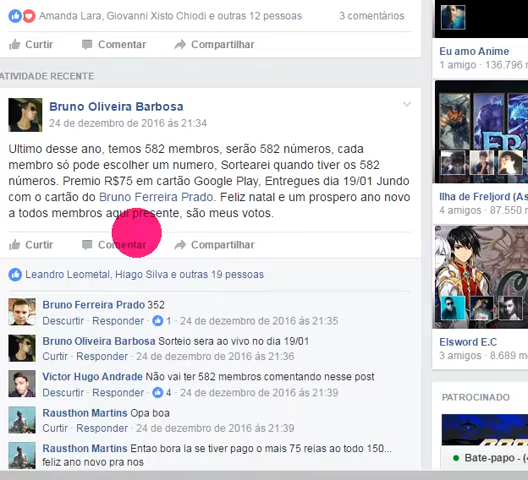 Amanda Lara, Giovanni Xisto Chiodi e outras 12 pessoas
3 comentários
Curtir Comentar Compartilhar
ATIVIDADE RECENTE
Bruno Oliveira Barbosa
24 de dezembro de 2016 às 21:34
Ultimo desse ano, temos 582 membros, serão 582 números, cada
membro só pode escolher um numero, Sortearei quando tiver os 582
números. Premio R$75 em cartão Google Play, Entregues dia 19/01 Jundo
com o cartão do Bruno Ferreira Prado. Feliz natal e um prospero ano novo
a todos membros aqui presente, são meus votos.
Curtir Comentar Compartilhar
Leandro Leometal, Hiago Silva e outras 19 pessoas
Bruno Ferreira Prado 352
Descurtir · Responder · 1 · 24 de dezembro de 2016 às 21:35
Bruno Oliveira Barbosa Sorteio sera ao vivo no dia 19/01
Curtir · Responder · 24 de dezembro de 2016 às 21:36
Victor Hugo Andrade Não vai ter 582 membros comentando nesse post
Descurtir · Responder · 4 · 24 de dezembro de 2016 às 21:39
Rausthon Martins Opa boa
Curtir · Responder · 24 de dezembro de 2016 às 21:39
Rausthon Martins Entao bora la se tiver pago o mais 75 reias ao todo 150...
feliz ano novo pra nos
Eu amo Anime
1 amigo · 136.796
Ilha de Freljord (As
4 amigos · 87.550
Elsword E.C
3 amigos · 8.689
PATROCINADO
Bate-papo - (4